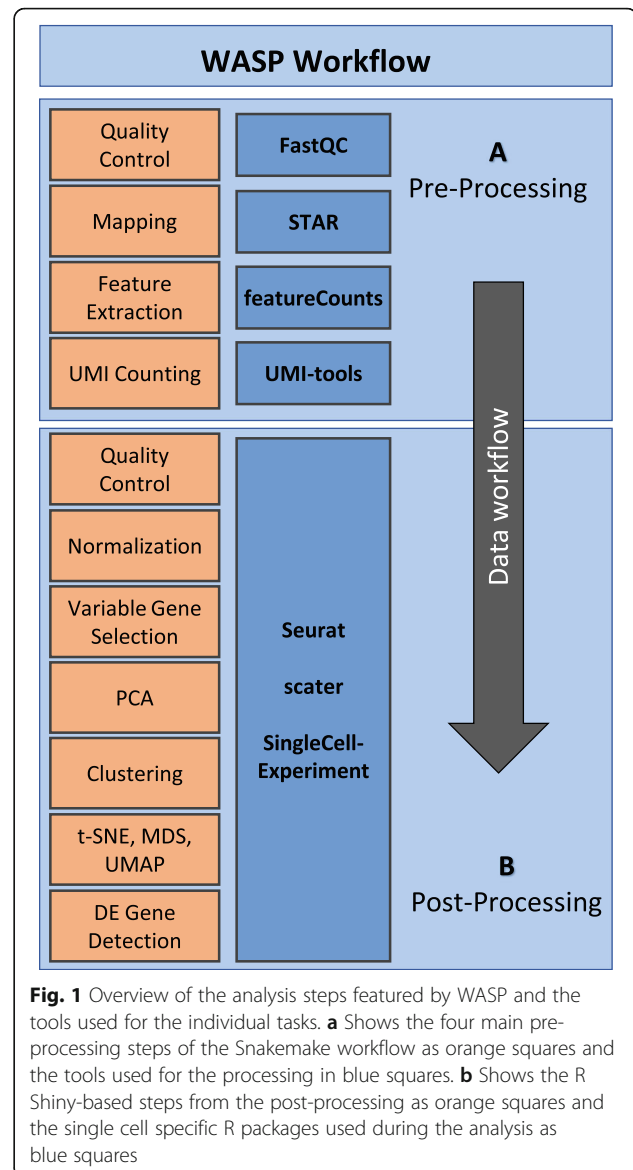 WASP Workflow
Quality
Control
FastQC
A
Pre-Processing
Mapping
STAR
Feature
Extraction
featureCounts
UMI Counting
UMI-tools
Data workflow
Quality
Control
Normalization
Variable Gene
Selection
PCA
Clustering
t-SNE, MDS,
UMAP
DE Gene
Detection
Seurat
scater
SingleCell-
Experiment
B
Post-Processing
Fig. 1 Overview of the analysis steps featured by WASP and the
tools used for the individual tasks. a Shows the four main pre-
processing steps of the Snakemake workflow as orange squares and
the tools used for the processing in blue squares. b Shows the R
Shiny-based steps from the post-processing as orange squares and
the single cell specific R packages used during the analysis as
blue squares